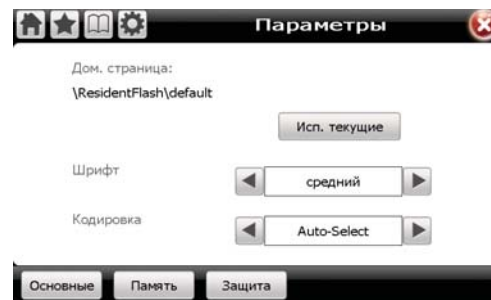 Параметры
Дом. страница:
\ResidentFlash\default
Исп. текущие
Шрифт
средний
Кодировка
Auto-Select
Основные Память Защита